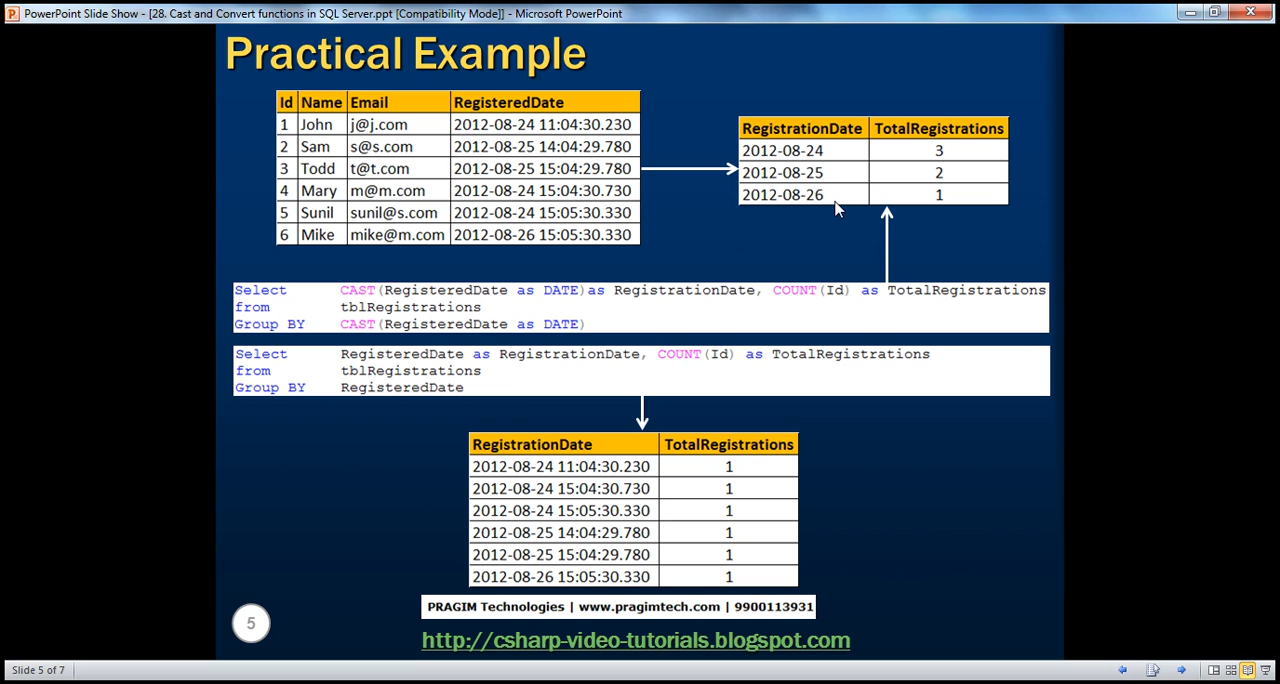 PowerPoint Slide Show - [28. Cast and Convert functions in SQL Server.ppt [Compatibility Mode]] - Microsoft PowerPoint
Practical Example
Id Name Email RegisteredDate
1 John j@j.com 2012-08-24 11:04:30.230
2 Sam s@s.com 2012-08-25 14:04:29.780
3 Todd t@t.com 2012-08-25 15:04:29.780
4 Mary m@m.com 2012-08-24 15:04:30.730
5 Sunil sunil@s.com 2012-08-24 15:05:30.330
6 Mike mike@m.com 2012-08-26 15:05:30.330
RegistrationDate TotalRegistrations
2012-08-24 3
2012-08-25 2
2012-08-26 1
Select CAST(RegisteredDate as DATE)as RegistrationDate, COUNT(Id) as TotalRegistrations
from tblRegistrations
Group BY CAST(RegisteredDate as DATE)
Select RegisteredDate as RegistrationDate, COUNT(Id) as TotalRegistrations
from tblRegistrations
Group BY RegisteredDate
RegistrationDate TotalRegistrations
2012-08-24 11:04:30.230 1
2012-08-24 15:04:30.730 1
2012-08-24 15:05:30.330 1
2012-08-25 14:04:29.780 1
2012-08-25 15:04:29.780 1
2012-08-26 15:05:30.330 1
PRAGIM Technologies | www.pragimtech.com | 9900113931
5
http://csharp-video-tutorials.blogspot.com
Slide 5 of 7